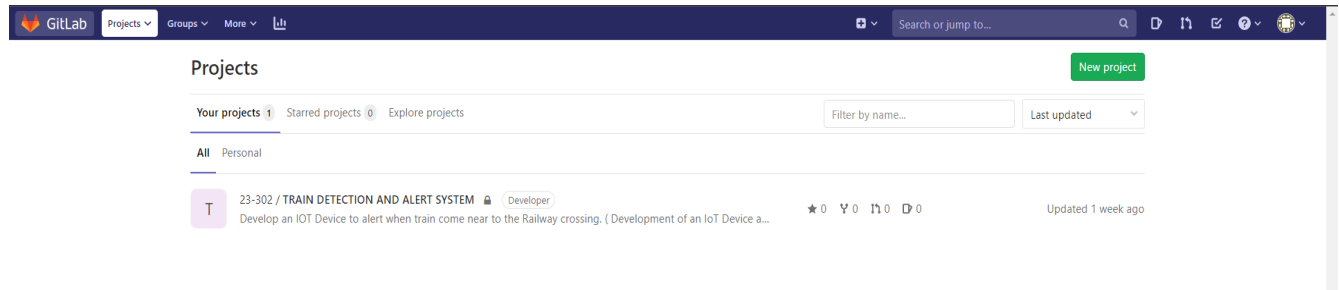 GitLab Projects Groups More Search or jump to...
Projects New project
Your projects 1 Starred projects 0 Explore projects Filter by name... Last updated
All Personal
T 23-302 / TRAIN DETECTION AND ALERT SYSTEM Developer
Develop an IOT Device to alert when train come near to the Railway crossing. ( Development of an IoT Device a... 0 0 0 0 Updated 1 week ago